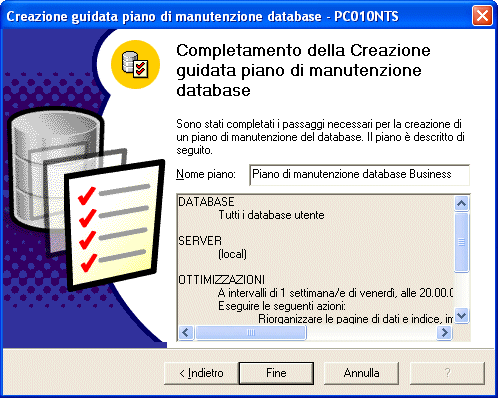 Creazione guidata piano di manutenzione database - PC010NTS
Completamento della Creazione
guidata piano di manutenzione
database
Sono stati completati i passaggi necessari per la creazione di
un piano di manutenzione del database. Il piano è descritto di
seguito.
Nome piano: Piano di manutenzione database Business
DATABASE
Tutti i database utente
SERVER
(local)
OTTIMIZZAZIONI
A intervalli di 1 settimana/e di venerdì, alle 20.00.0
Eseguire le seguenti azioni:
Riorganizzare le pagine di dati e indice,
< Indietro Fine Annulla ?